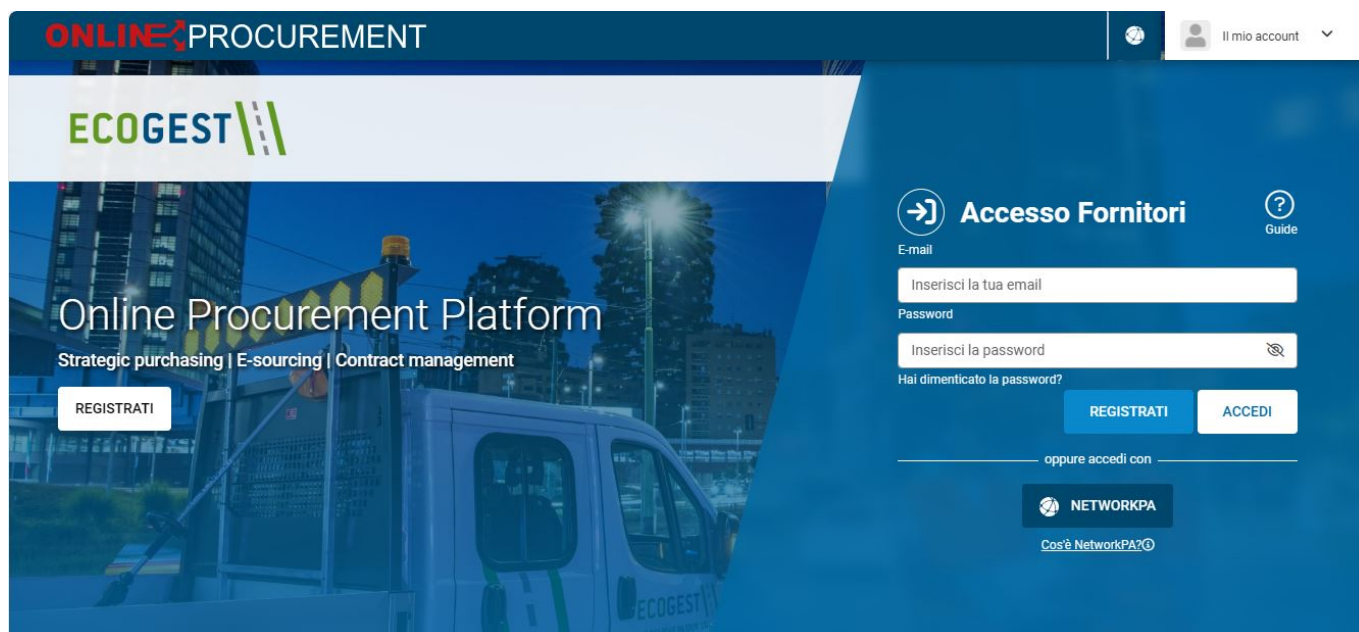 ONLINE PROCUREMENT
Il mio account
ECOGEST
Accesso Fornitori
Guide
E-mail
Inserisci la tua email
Password
Inserisci la password
Hai dimenticato la password?
REGISTRATI ACCEDI
oppure accedi con
NETWORKPA
Cos'è NetworkPA?
Online Procurement Platform
Strategic purchasing | E-sourcing | Contract management
REGISTRATI
ECOGEST